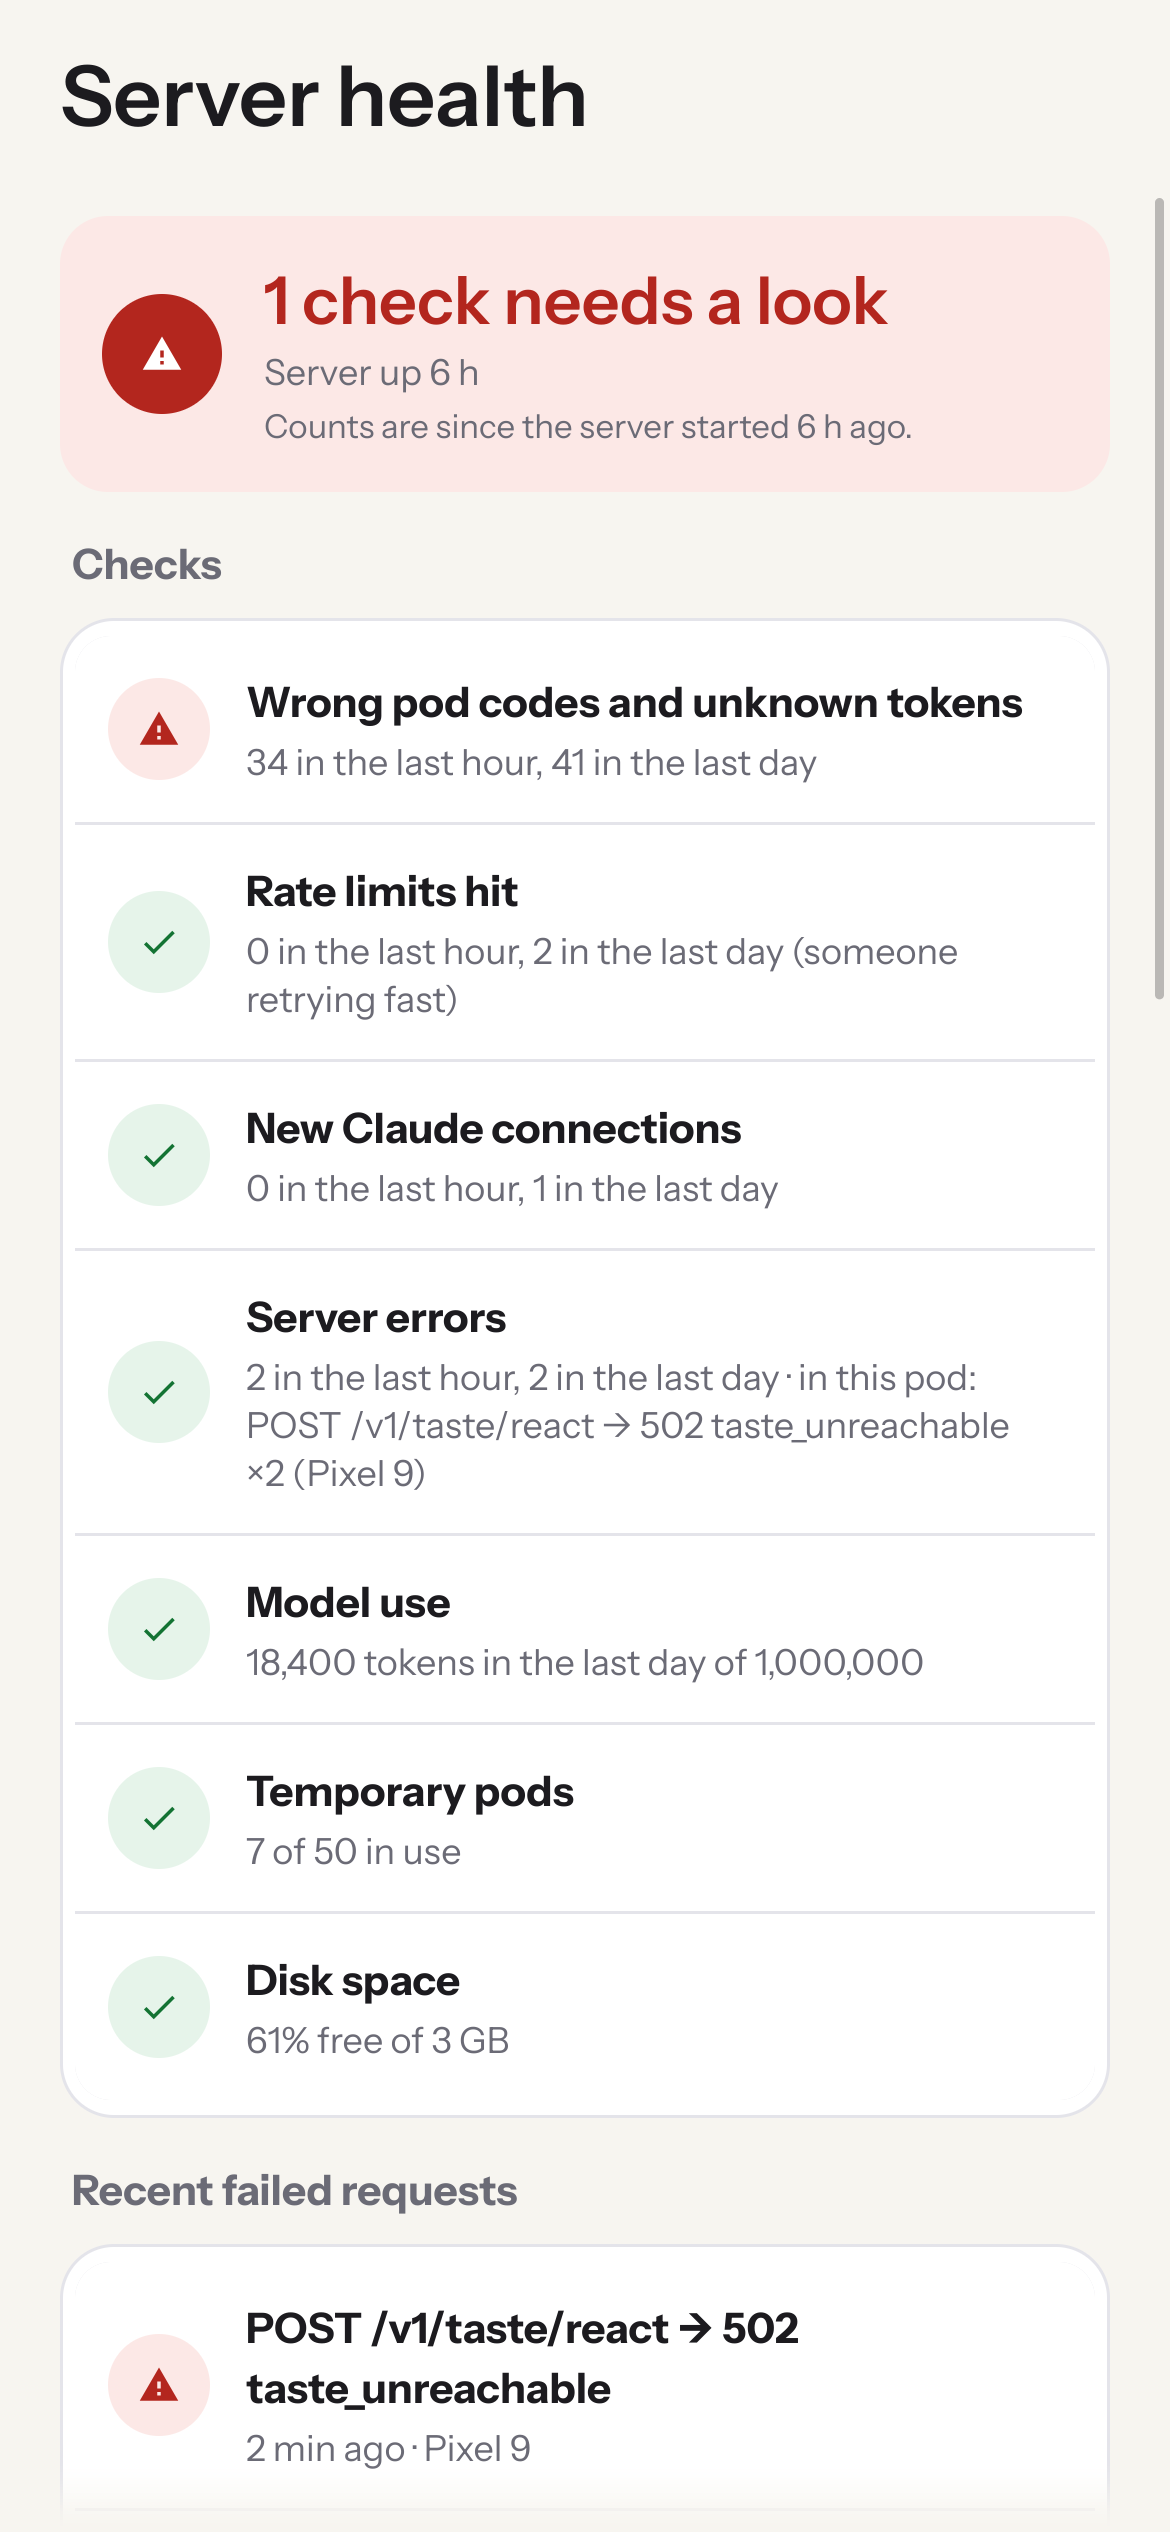 Server health
1 check needs a look
Server up 6 h
Counts are since the server started 6 h ago.
Checks
Wrong pod codes and unknown tokens
34 in the last hour, 41 in the last day
Rate limits hit
0 in the last hour, 2 in the last day (someone
retrying fast)
New Claude connections
0 in the last hour, 1 in the last day
Server errors
2 in the last hour, 2 in the last day · in this pod:
POST /v1/taste/react → 502 taste_unreachable
×2 (Pixel 9)
Model use
18,400 tokens in the last day of 1,000,000
Temporary pods
7 of 50 in use
Disk space
61% free of 3 GB
Recent failed requests
POST /v1/taste/react → 502
taste_unreachable
2 min ago · Pixel 9